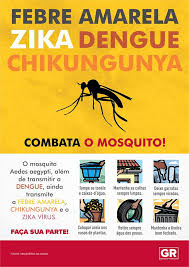 FEBRE AMARELA
ZIKA DENGUE
CHIKUNGUNYA
COMBATA O MOSQUITO!
O mosquito
Aedes aegypti, além
de transmitir a
DENGUE, ainda
transmite
a FEBRE AMARELA,
CHIKUNGUNYA e o
ZIKA VÍRUS.
FAÇA SUA PARTE!
Tampe os tonéis
e caixas-d'água.
Mantenha as calhas
sempre limpas.
Deixe garrafas
sempre viradas.
Coloque areia nos
vasos de plantas.
Retire sempre
água dos pneus.
Mantenha a lixeira
bem fechada.
GR